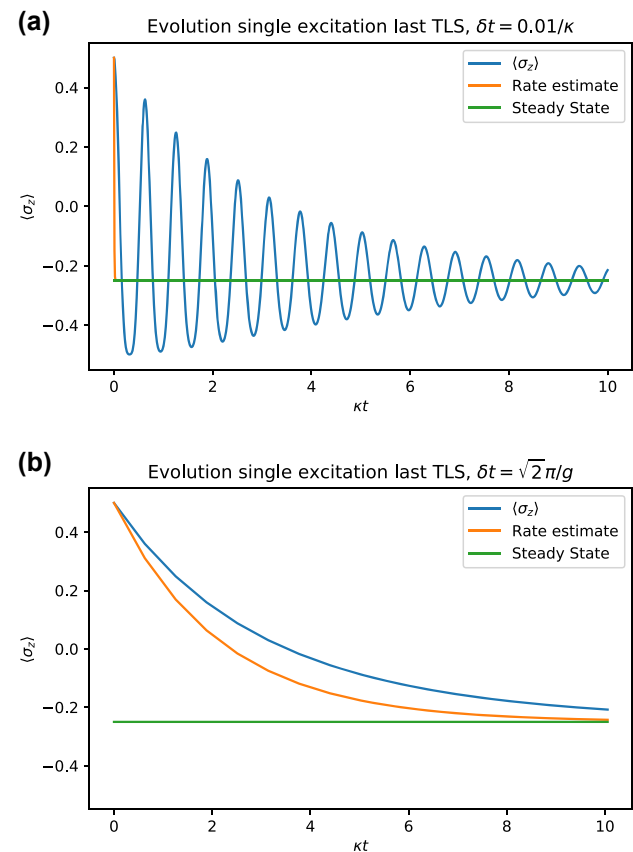 (a)
Evolution single excitation last TLS, δt = 0.01/κ
⟨σz⟩
Rate estimate
Steady State
0.4
0.2
0.0
−0.2
−0.4
⟨σz⟩
0 2 4 6 8 10
κt
(b)
Evolution single excitation last TLS, δt = √2π/g
⟨σz⟩
Rate estimate
Steady State
0.4
0.2
0.0
−0.2
−0.4
⟨σz⟩
0 2 4 6 8 10
κt